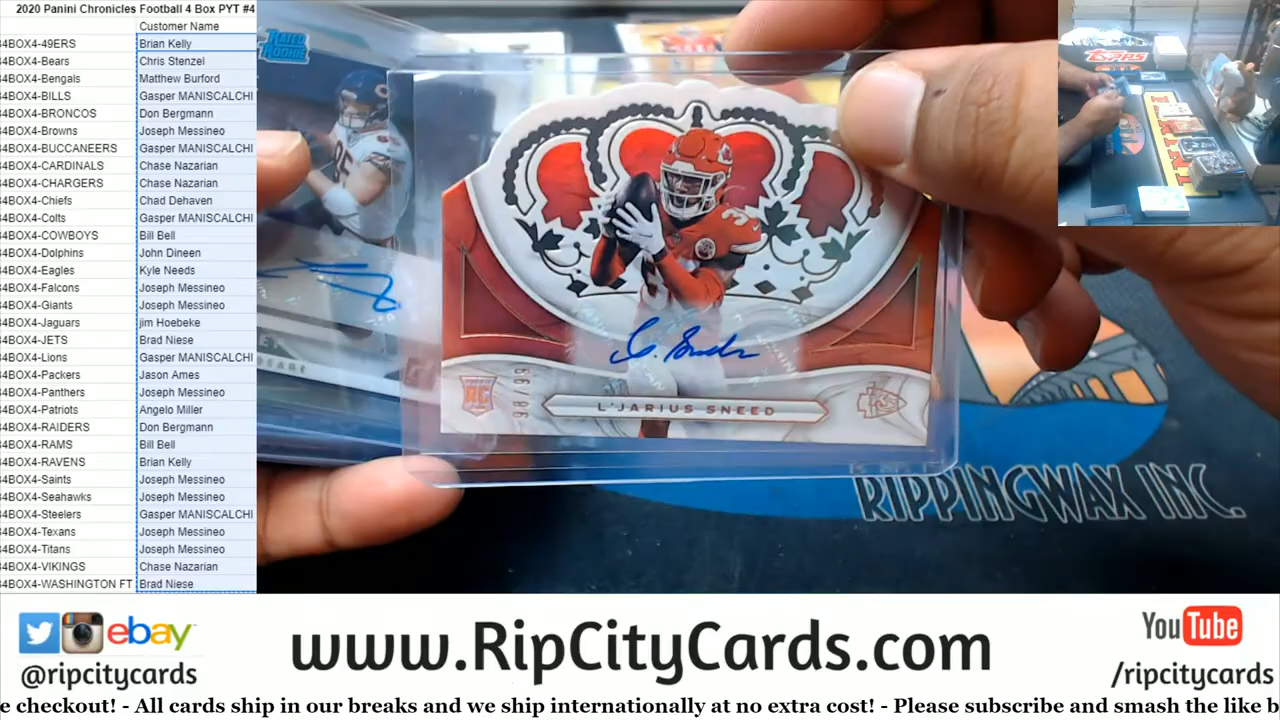 2020 Panini Chronicles Football 4 Box PYT #4
Customer Name
4BOX4-49ERS Brian Kelly
4BOX4-Bears Chris Stenzel
4BOX4-Bengals Matthew Burford
4BOX4-BILLS Gasper MANISCALCHI
4BOX4-BRONCOS Don Bergmann
4BOX4-Browns Joseph Messineo
4BOX4-BUCCANEERS Gasper MANISCALCHI
4BOX4-CARDINALS Chase Nazarian
4BOX4-CHARGERS Chase Nazarian
4BOX4-Chiefs Chad Dehaven
4BOX4-Colts Gasper MANISCALCHI
4BOX4-COWBOYS Bill Bell
4BOX4-Dolphins John Dineen
4BOX4-Eagles Kyle Needs
4BOX4-Falcons Joseph Messineo
4BOX4-Giants Joseph Messineo
4BOX4-Jaguars jim Hoebeke
4BOX4-JETS Brad Niese
4BOX4-Lions Gasper MANISCALCHI
4BOX4-Packers Jason Ames
4BOX4-Panthers Joseph Messineo
4BOX4-Patriots Angelo Miller
4BOX4-RAIDERS Don Bergmann
4BOX4-RAMS Bill Bell
4BOX4-RAVENS Brian Kelly
4BOX4-Saints Joseph Messineo
4BOX4-Seahawks Joseph Messineo
4BOX4-Steelers Gasper MANISCALCHI
4BOX4-Texans Joseph Messineo
4BOX4-Titans Joseph Messineo
4BOX4-VIKINGS Chase Nazarian
4BOX4-WASHINGTON FT Brad Niese
RATED ROOKIE
L'JARIUS SNEED
RC
TOPPS
RIPPINGWAX INC.
ebay
@ripcitycards
www.RipCityCards.com
YouTube
/ripcitycards
e checkout! - All cards ship in our breaks and we ship internationally at no extra cost! - Please subscribe and smash the like b